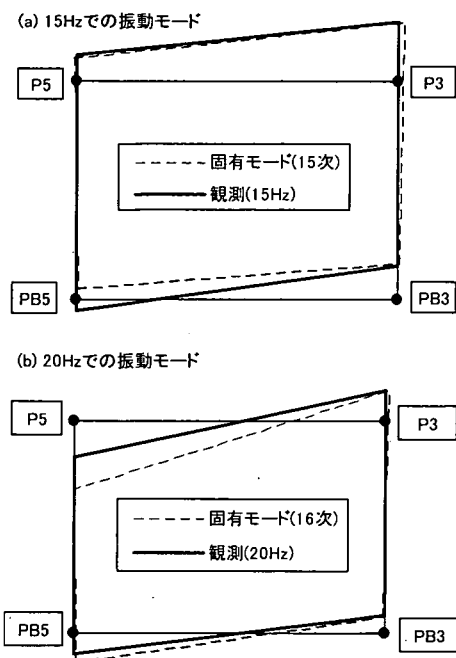 (a) 15Hzでの振動モード
P5
P3
固有モード(15次)
観測(15Hz)
PB5
PB3
(b) 20Hzでの振動モード
P5
P3
固有モード(16次)
観測(20Hz)
PB5
PB3